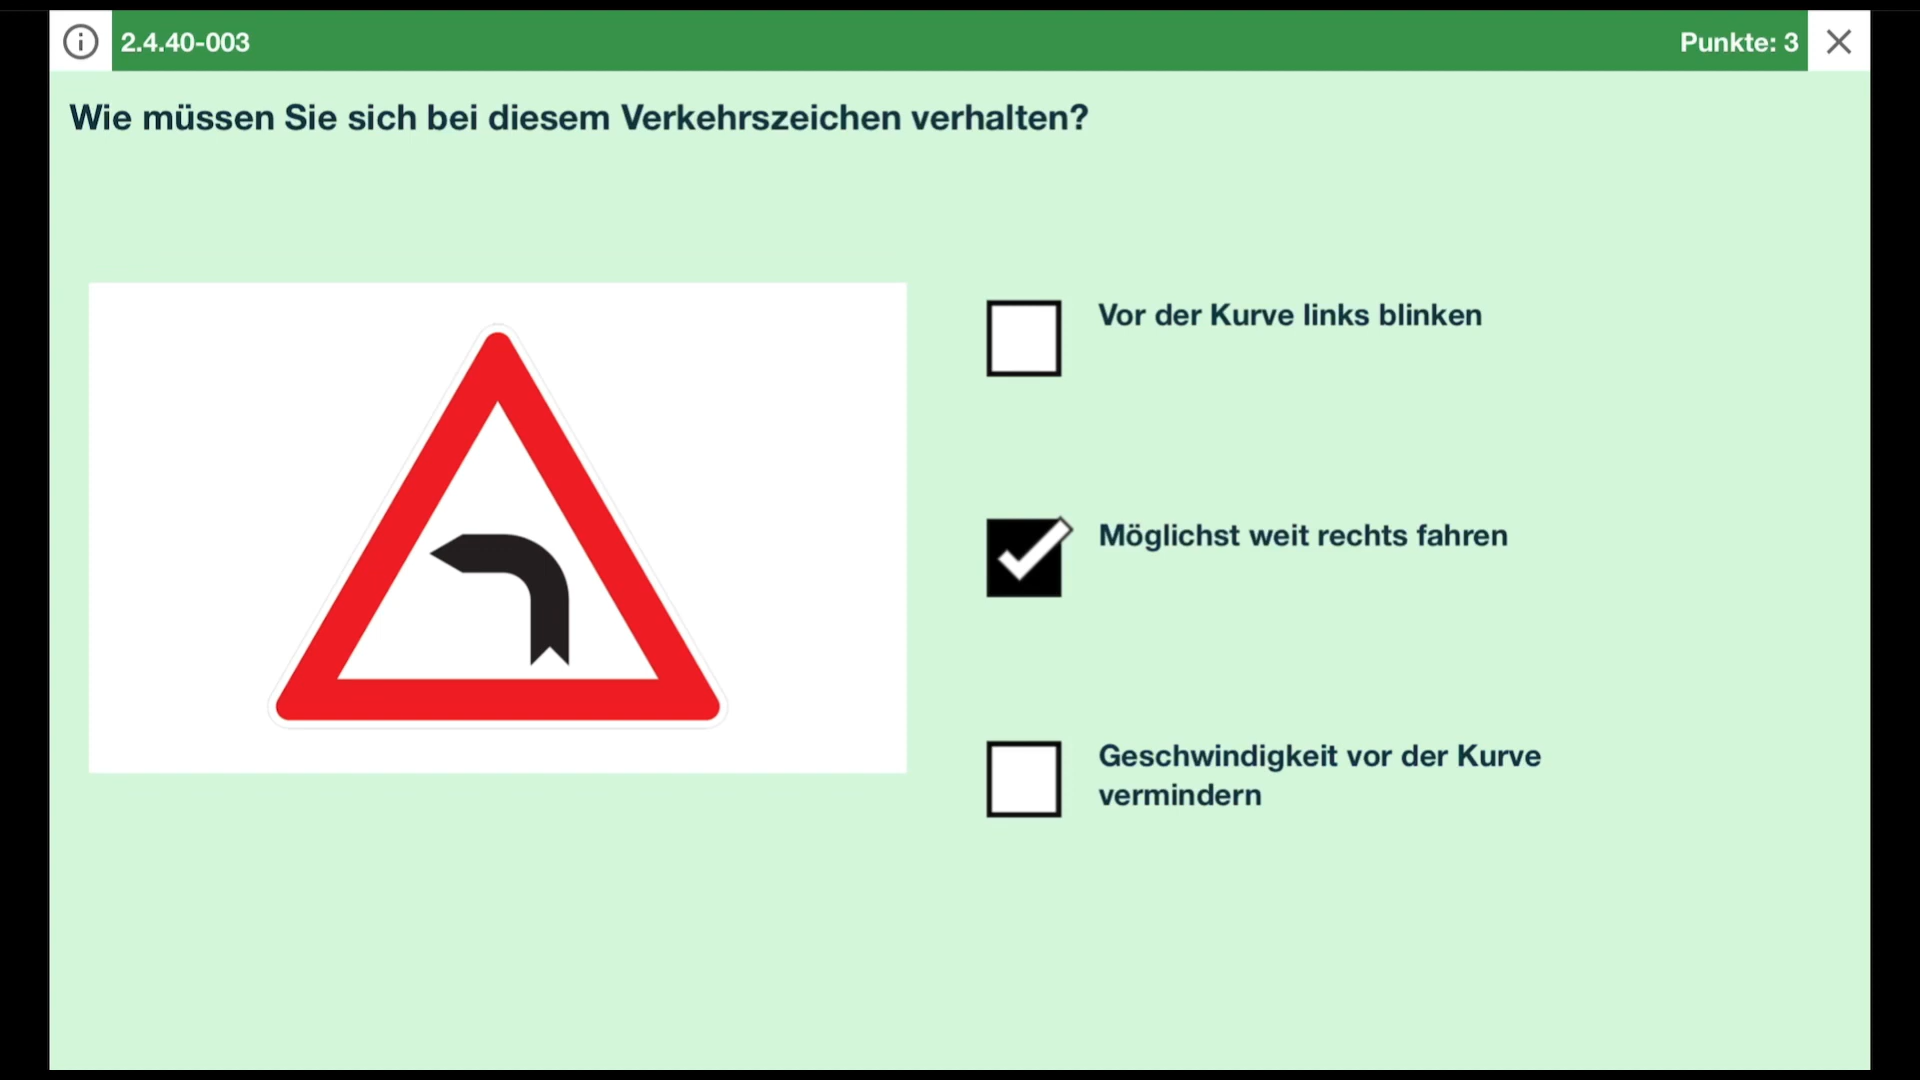 2.4.40-003
Punkte: 3
Wie müssen Sie sich bei diesem Verkehrszeichen verhalten?
Vor der Kurve links blinken
Möglichst weit rechts fahren
Geschwindigkeit vor der Kurve
vermindern